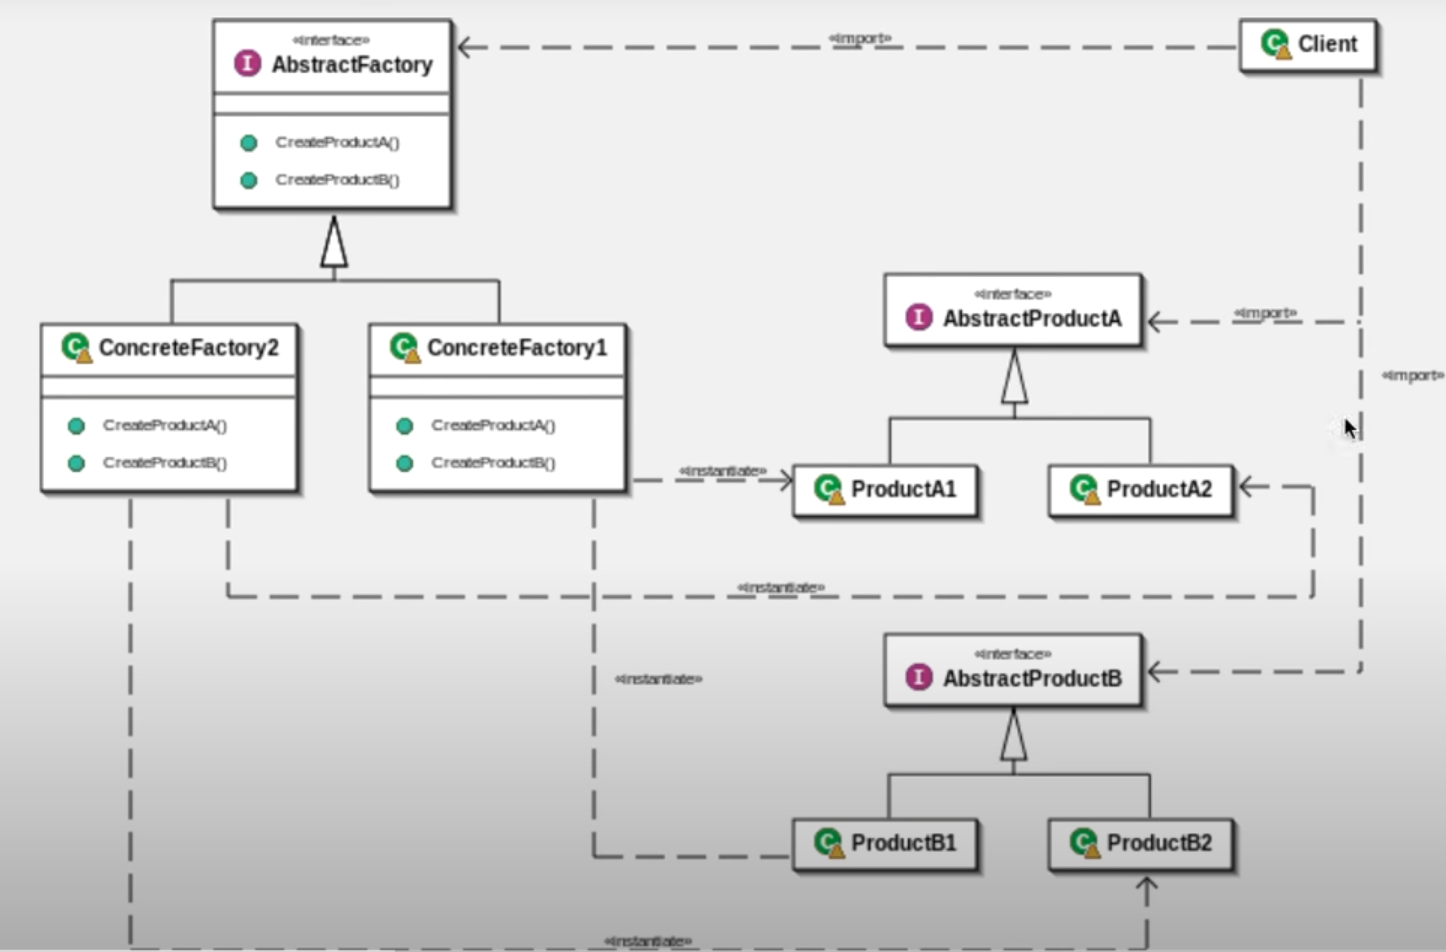 «interface»
AbstractFactory
CreateProductA()
CreateProductB()
«import»
Client
ConcreteFactory2
CreateProductA()
CreateProductB()
ConcreteFactory1
CreateProductA()
CreateProductB()
«interface»
AbstractProductA
«import»
«import»
«instantiate»
ProductA1
ProductA2
«instantiate»
«interface»
AbstractProductB
«instantiate»
ProductB1
ProductB2
«instantiate»